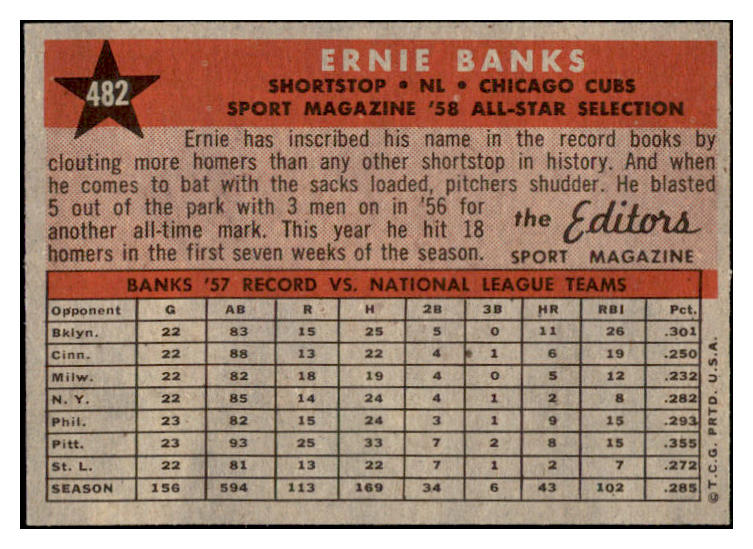 ERNIE BANKS
482
SHORTSTOP • NL • CHICAGO CUBS
SPORT MAGAZINE '58 ALL-STAR SELECTION
Ernie has inscribed his name in the record books by
clouting more homers than any other shortstop in history. And when
he comes to bat with the sacks loaded, pitchers shudder. He blasted
5 out of the park with 3 men on in '56 for
another all-time mark. This year he hit 18
homers in the first seven weeks of the season.
the Editors
SPORT MAGAZINE
BANKS '57 RECORD VS. NATIONAL LEAGUE TEAMS
Opponent G AB R H 2B 3B HR RBI Pct.
Bklyn. 22 83 15 25 5 0 11 26 .301
Cinn. 22 88 13 22 4 1 6 19 .250
Milw. 22 82 18 19 4 0 5 12 .232
N. Y. 22 85 14 24 4 1 2 8 .282
Phil. 23 82 15 24 3 1 9 15 .293
Pitt. 23 93 25 33 7 2 8 15 .355
St. L. 22 81 13 22 7 1 2 7 .272
SEASON 156 594 113 169 34 6 43 102 .285
© T.C.G. PRTD. U.S.A.